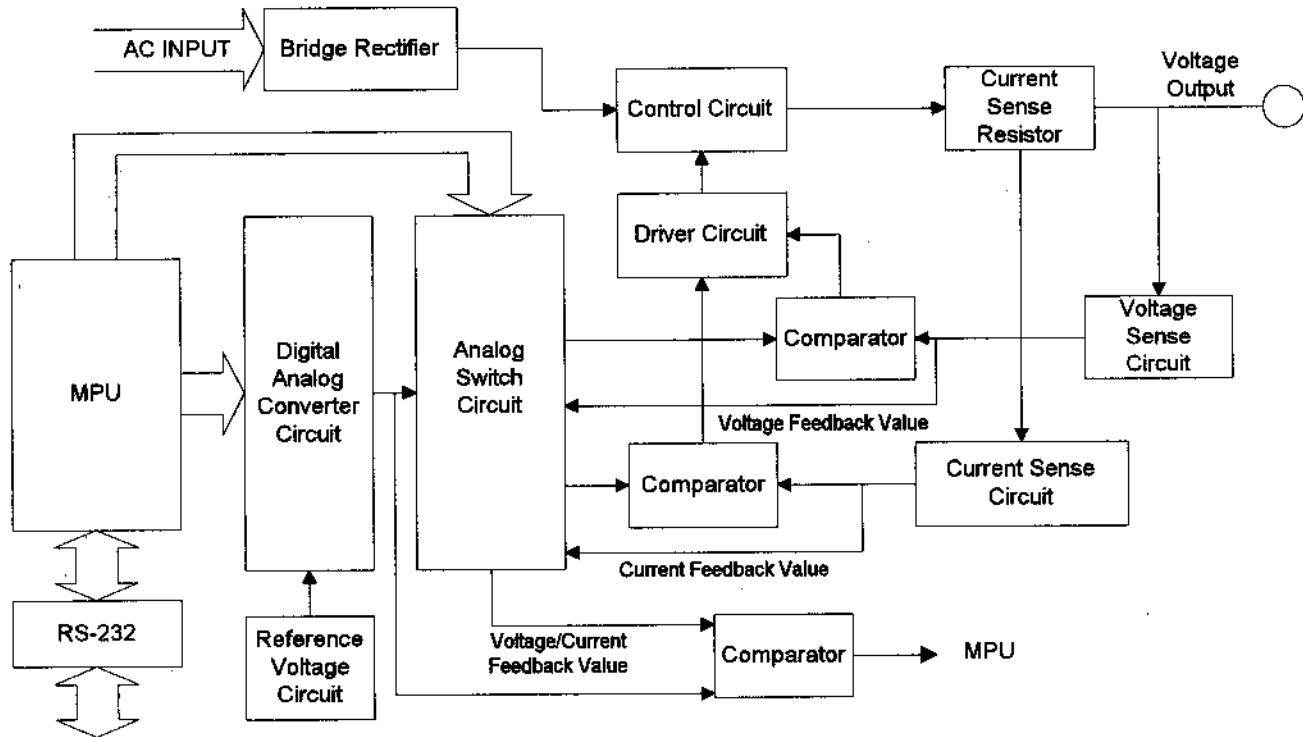 AC INPUT
Bridge Rectifier
Control Circuit
Current
Sense
Resistor
Voltage
Output
Driver Circuit
MPU
Digital
Analog
Converter
Circuit
Analog
Switch
Circuit
Comparator
Voltage
Sense
Circuit
Voltage Feedback Value
Comparator
Current Sense
Circuit
Current Feedback Value
RS-232
Reference
Voltage
Circuit
Voltage/Current
Feedback Value
Comparator
MPU